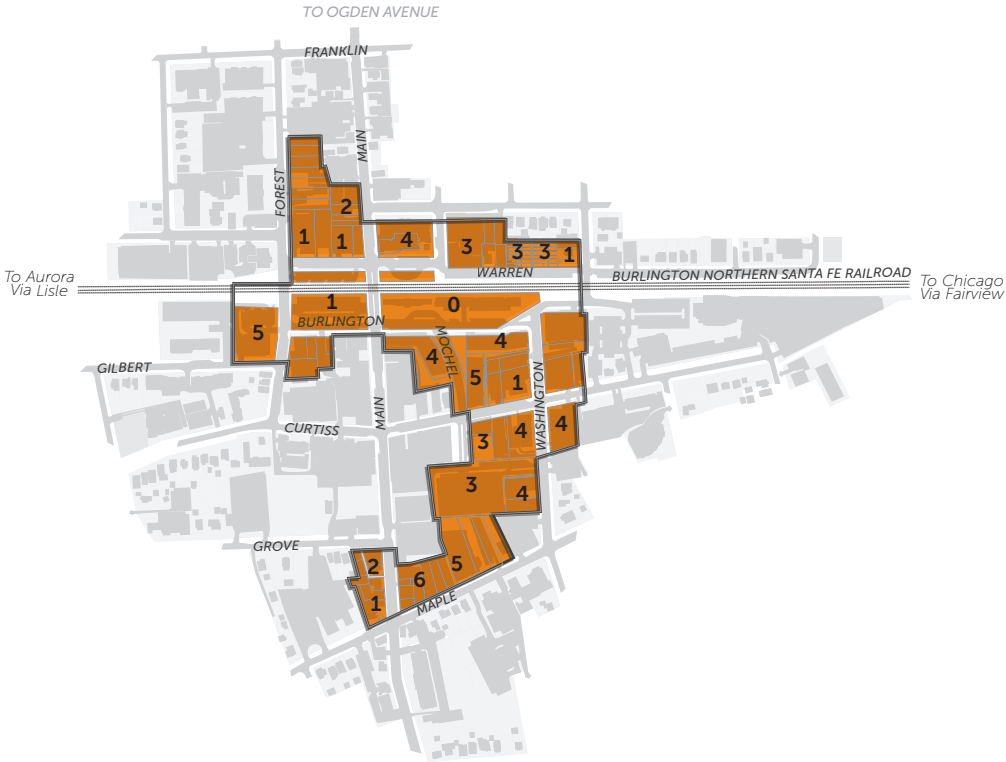 TO OGDEN AVENUE
FRANKLIN
MAIN
FOREST
2
1
1
4
3
3
3
1
WARREN
BURLINGTON NORTHERN SANTA FE RAILROAD
To Aurora
Via Lisle
To Chicago
Via Fairview
1
0
BURLINGTON
5
4
MOCHEL
4
5
1
WASHINGTON
GILBERT
MAIN
CURTISS
3
4
4
3
4
GROVE
2
1
6
5
MAPLE